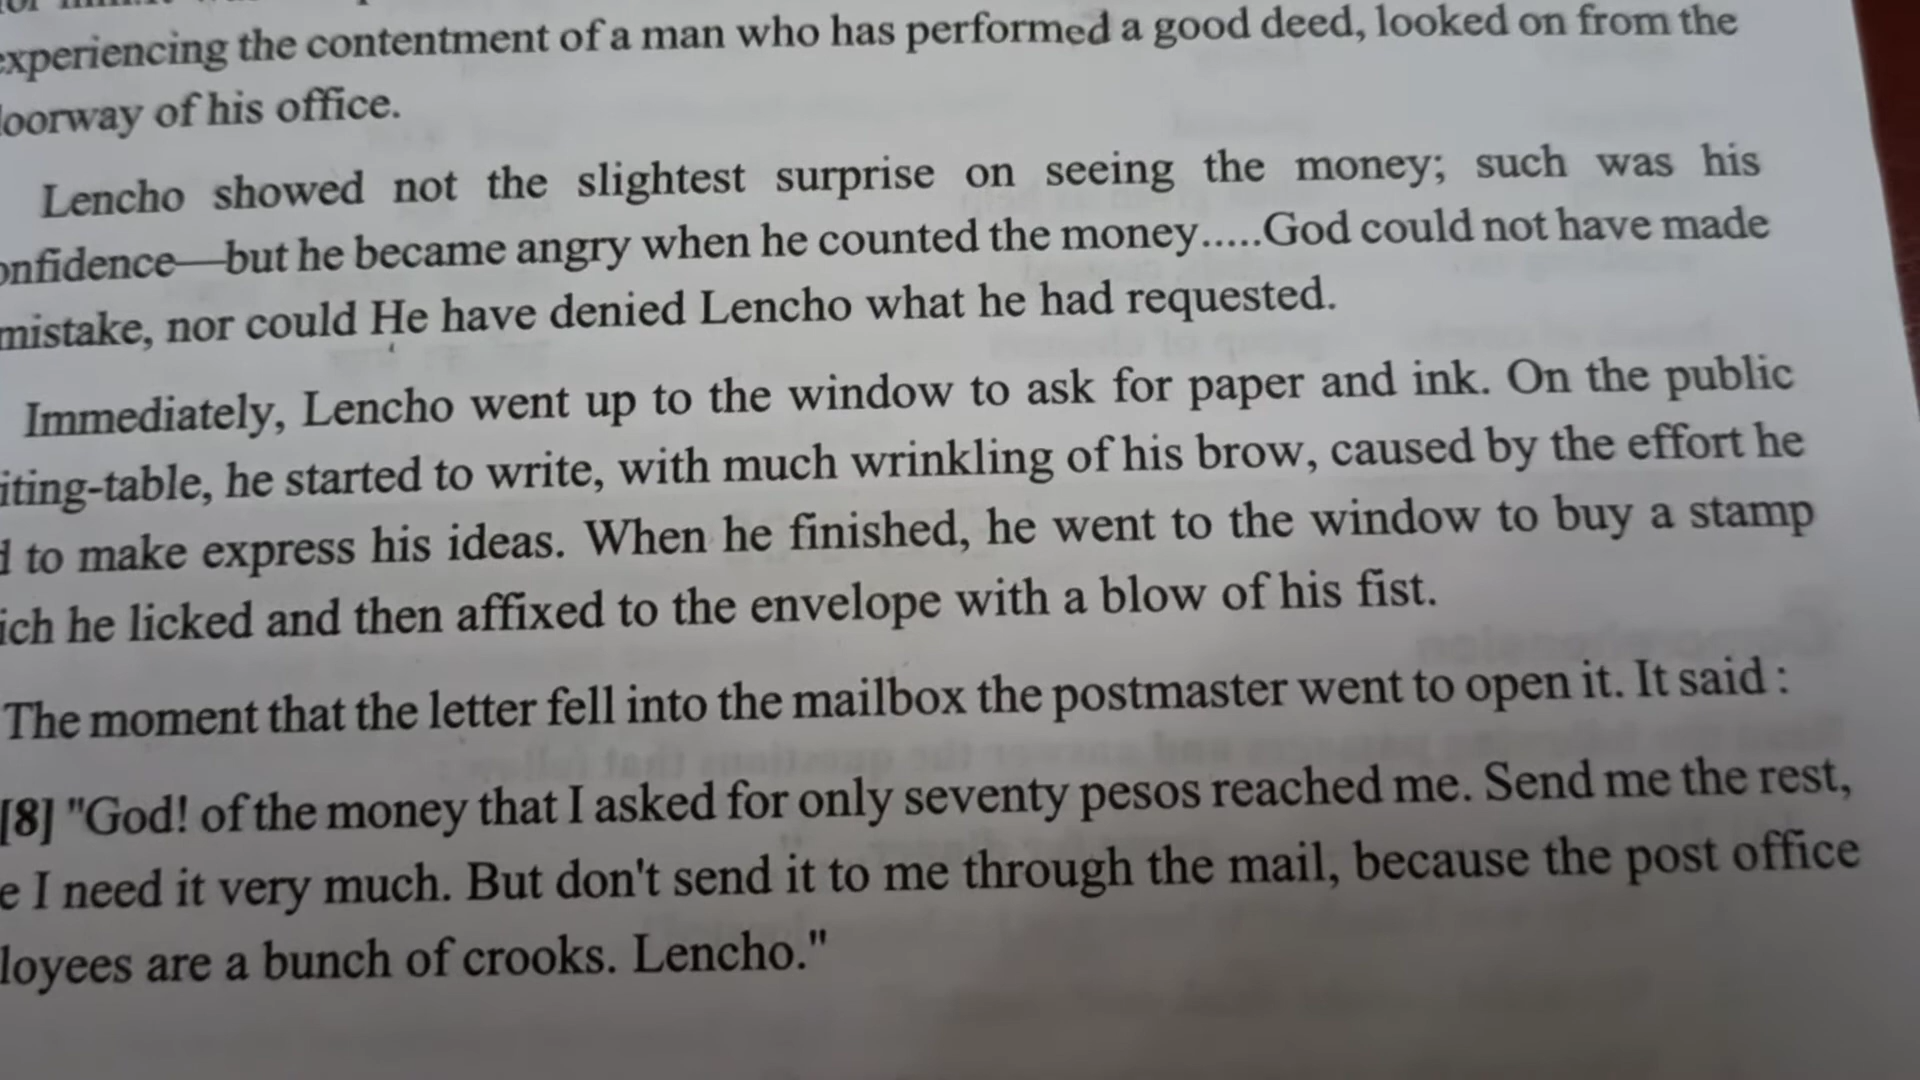 experiencing the contentment of a man who has performed a good deed, looked on from the
doorway of his office.
Lencho showed not the slightest surprise on seeing the money; such was his
onfidence—but he became angry when he counted the money.....God could not have made
mistake, nor could He have denied Lencho what he had requested.
Immediately, Lencho went up to the window to ask for paper and ink. On the public
iting-table, he started to write, with much wrinkling of his brow, caused by the effort he
d to make express his ideas. When he finished, he went to the window to buy a stamp
ich he licked and then affixed to the envelope with a blow of his fist.
The moment that the letter fell into the mailbox the postmaster went to open it. It said :
[8] "God! of the money that I asked for only seventy pesos reached me. Send me the rest,
e I need it very much. But don't send it to me through the mail, because the post office
loyees are a bunch of crooks. Lencho."